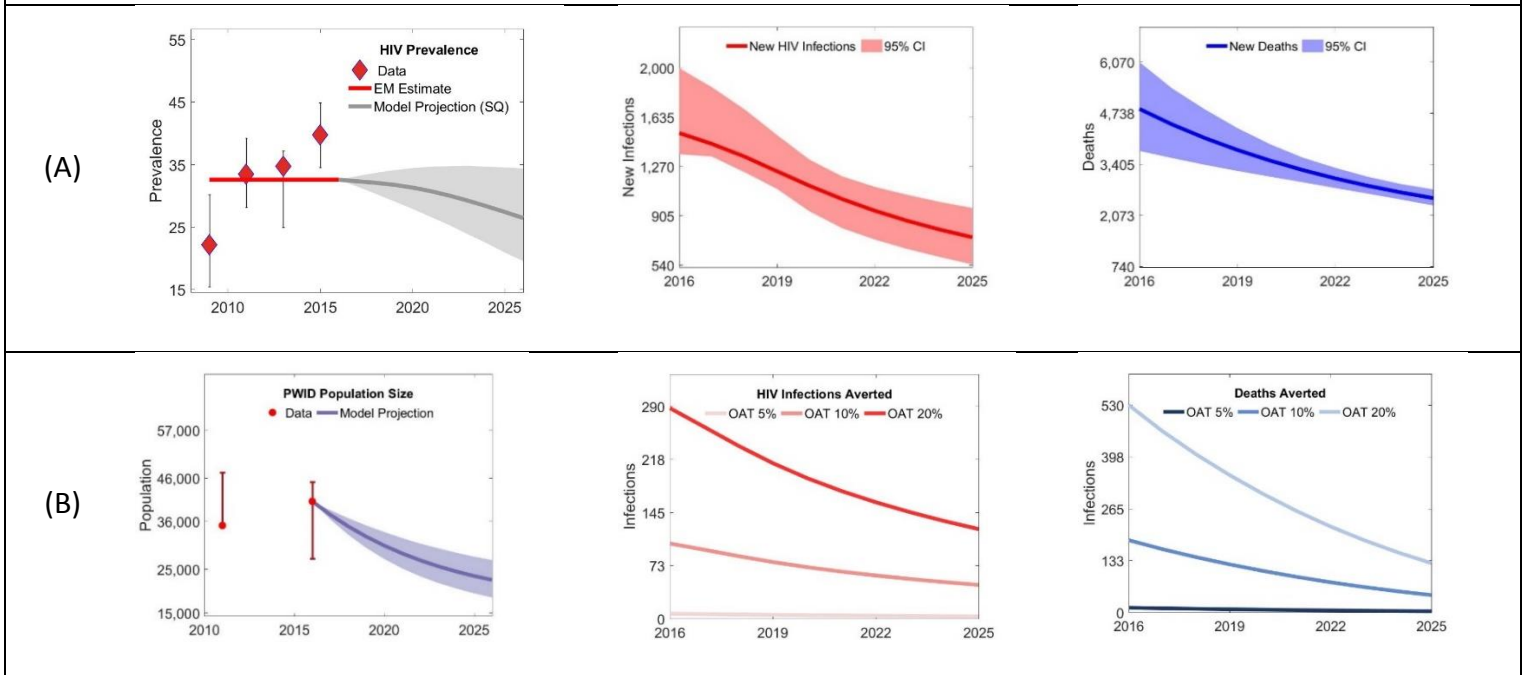 (A)
HIV Prevalence
Data
EM Estimate
Model Projection (SQ)
Prevalence
55
45
35
25
15
2010 2015 2020 2025
New HIV Infections 95% CI
New Infections
2,000
1,635
1,270
905
540
2016 2019 2022 2025
New Deaths 95% CI
Deaths
6,070
4,738
3,405
2,073
740
2016 2019 2022 2025
(B)
PWID Population Size
Data Model Projection
Population
57,000
46,000
36,000
25,000
15,000
2010 2015 2020 2025
HIV Infections Averted
OAT 5% OAT 10% OAT 20%
Infections
290
218
145
73
0
2016 2019 2022 2025
Deaths Averted
OAT 5% OAT 10% OAT 20%
Infections
530
398
265
133
0
2016 2019 2022 2025